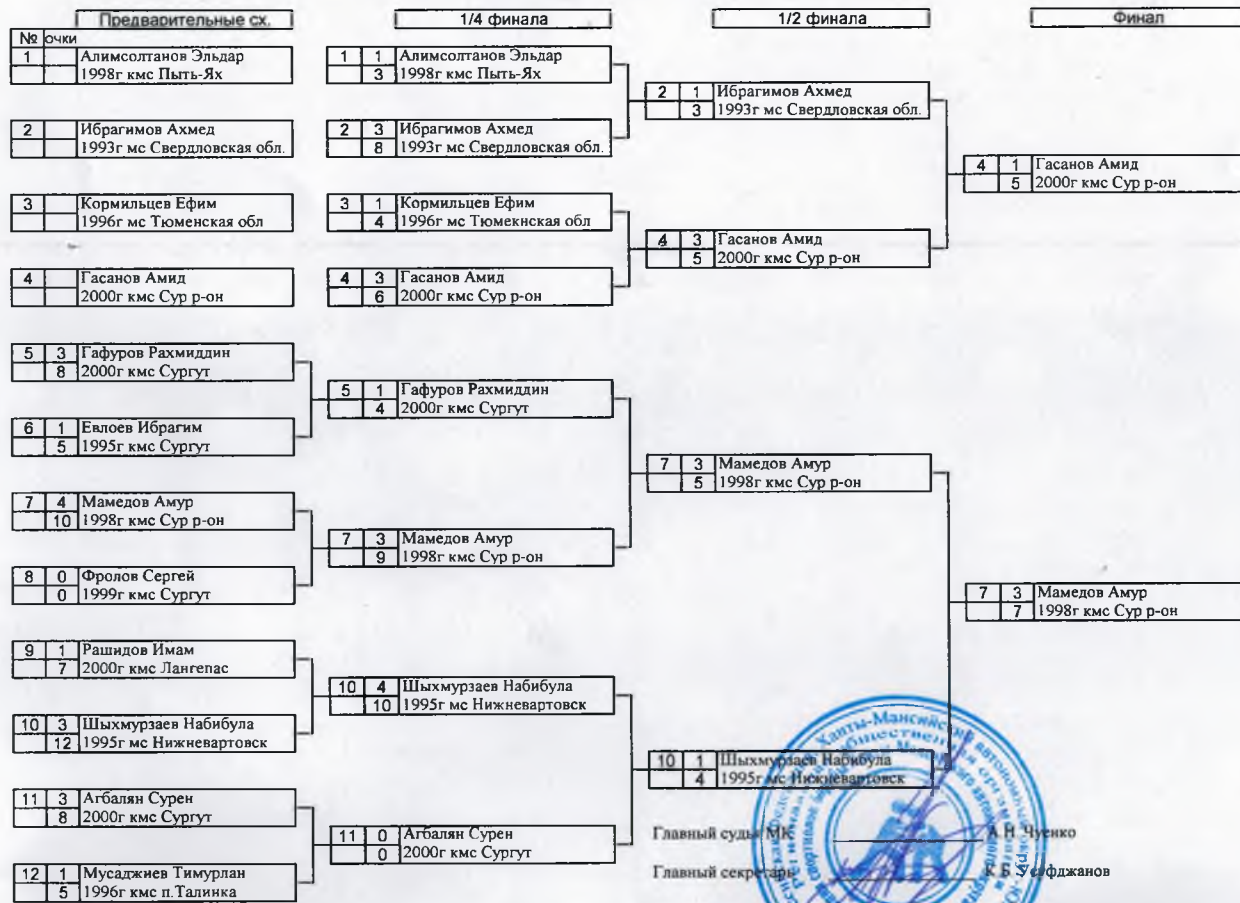 Предварительные сх.
1/4 финала
1/2 финала
Финал
№ очки
1 Алимсолтанов Эльдар
1998г кмс Пыть-Ях
2 Ибрагимов Ахмед
1993г мс Свердловская обл.
3 Кормильцев Ефим
1996г мс Тюменская обл
4 Гасанов Амид
2000г кмс Сур р-он
5 3 Гафуров Рахмиддин
8 2000г кмс Сургут
6 1 Евлоев Ибрагим
5 1995г кмс Сургут
7 4 Мамедов Амур
10 1998г кмс Сур р-он
8 0 Фролов Сергей
0 1999г кмс Сургут
9 1 Рашидов Имам
7 2000г кмс Лангепас
10 3 Шыхмурзаев Набибула
12 1995г мс Нижневартовск
11 3 Агбалян Сурен
8 2000г кмс Сургут
12 1 Мусаджиев Тимурлан
5 1996г кмс п.Талинка
1 1 Алимсолтанов Эльдар
3 1998г кмс Пыть-Ях
2 3 Ибрагимов Ахмед
8 1993г мс Свердловская обл.
3 1 Кормильцев Ефим
4 1996г мс Тюмекнская обл
4 3 Гасанов Амид
6 2000г кмс Сур р-он
5 1 Гафуров Рахмиддин
4 2000г кмс Сургут
7 3 Мамедов Амур
9 1998г кмс Сур р-он
10 4 Шыхмурзаев Набибула
10 1995г мс Нижневартовск
11 0 Агбалян Сурен
0 2000г кмс Сургут
2 1 Ибрагимов Ахмед
3 1993г мс Свердловская обл.
4 3 Гасанов Амид
5 2000г кмс Сур р-он
7 3 Мамедов Амур
5 1998г кмс Сур р-он
10 1 Шыхмурзаев Набибула
4 1995г мс Нижневартовск
4 1 Гасанов Амид
5 2000г кмс Сур р-он
7 3 Мамедов Амур
7 1998г кмс Сур р-он
Главный судья МК А.Н. Чуенко
Главный секретарь К.Б.
Ханты-Мансийский автономный